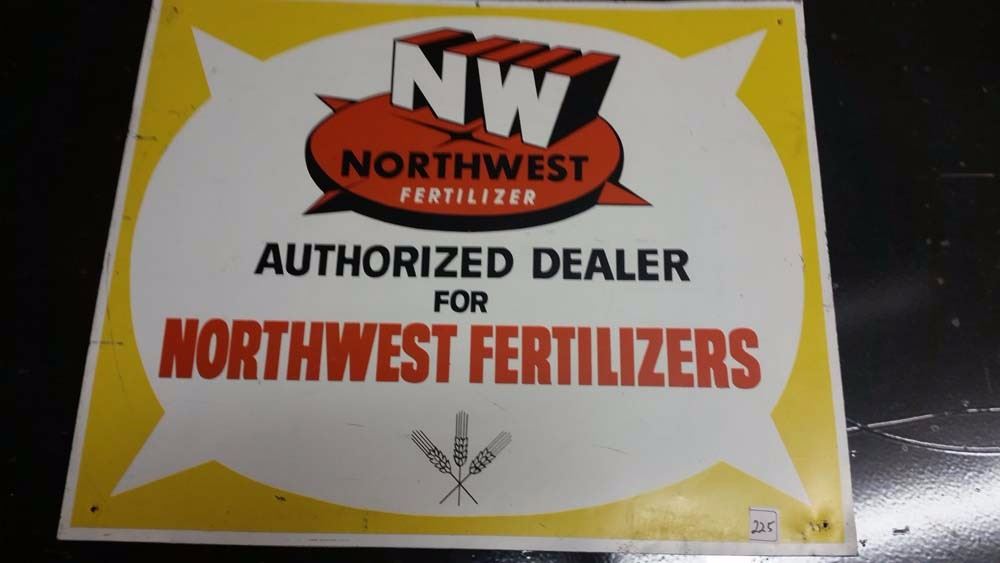 NW
NORTHWEST
FERTILIZER
AUTHORIZED DEALER
FOR
NORTHWEST FERTILIZERS
225